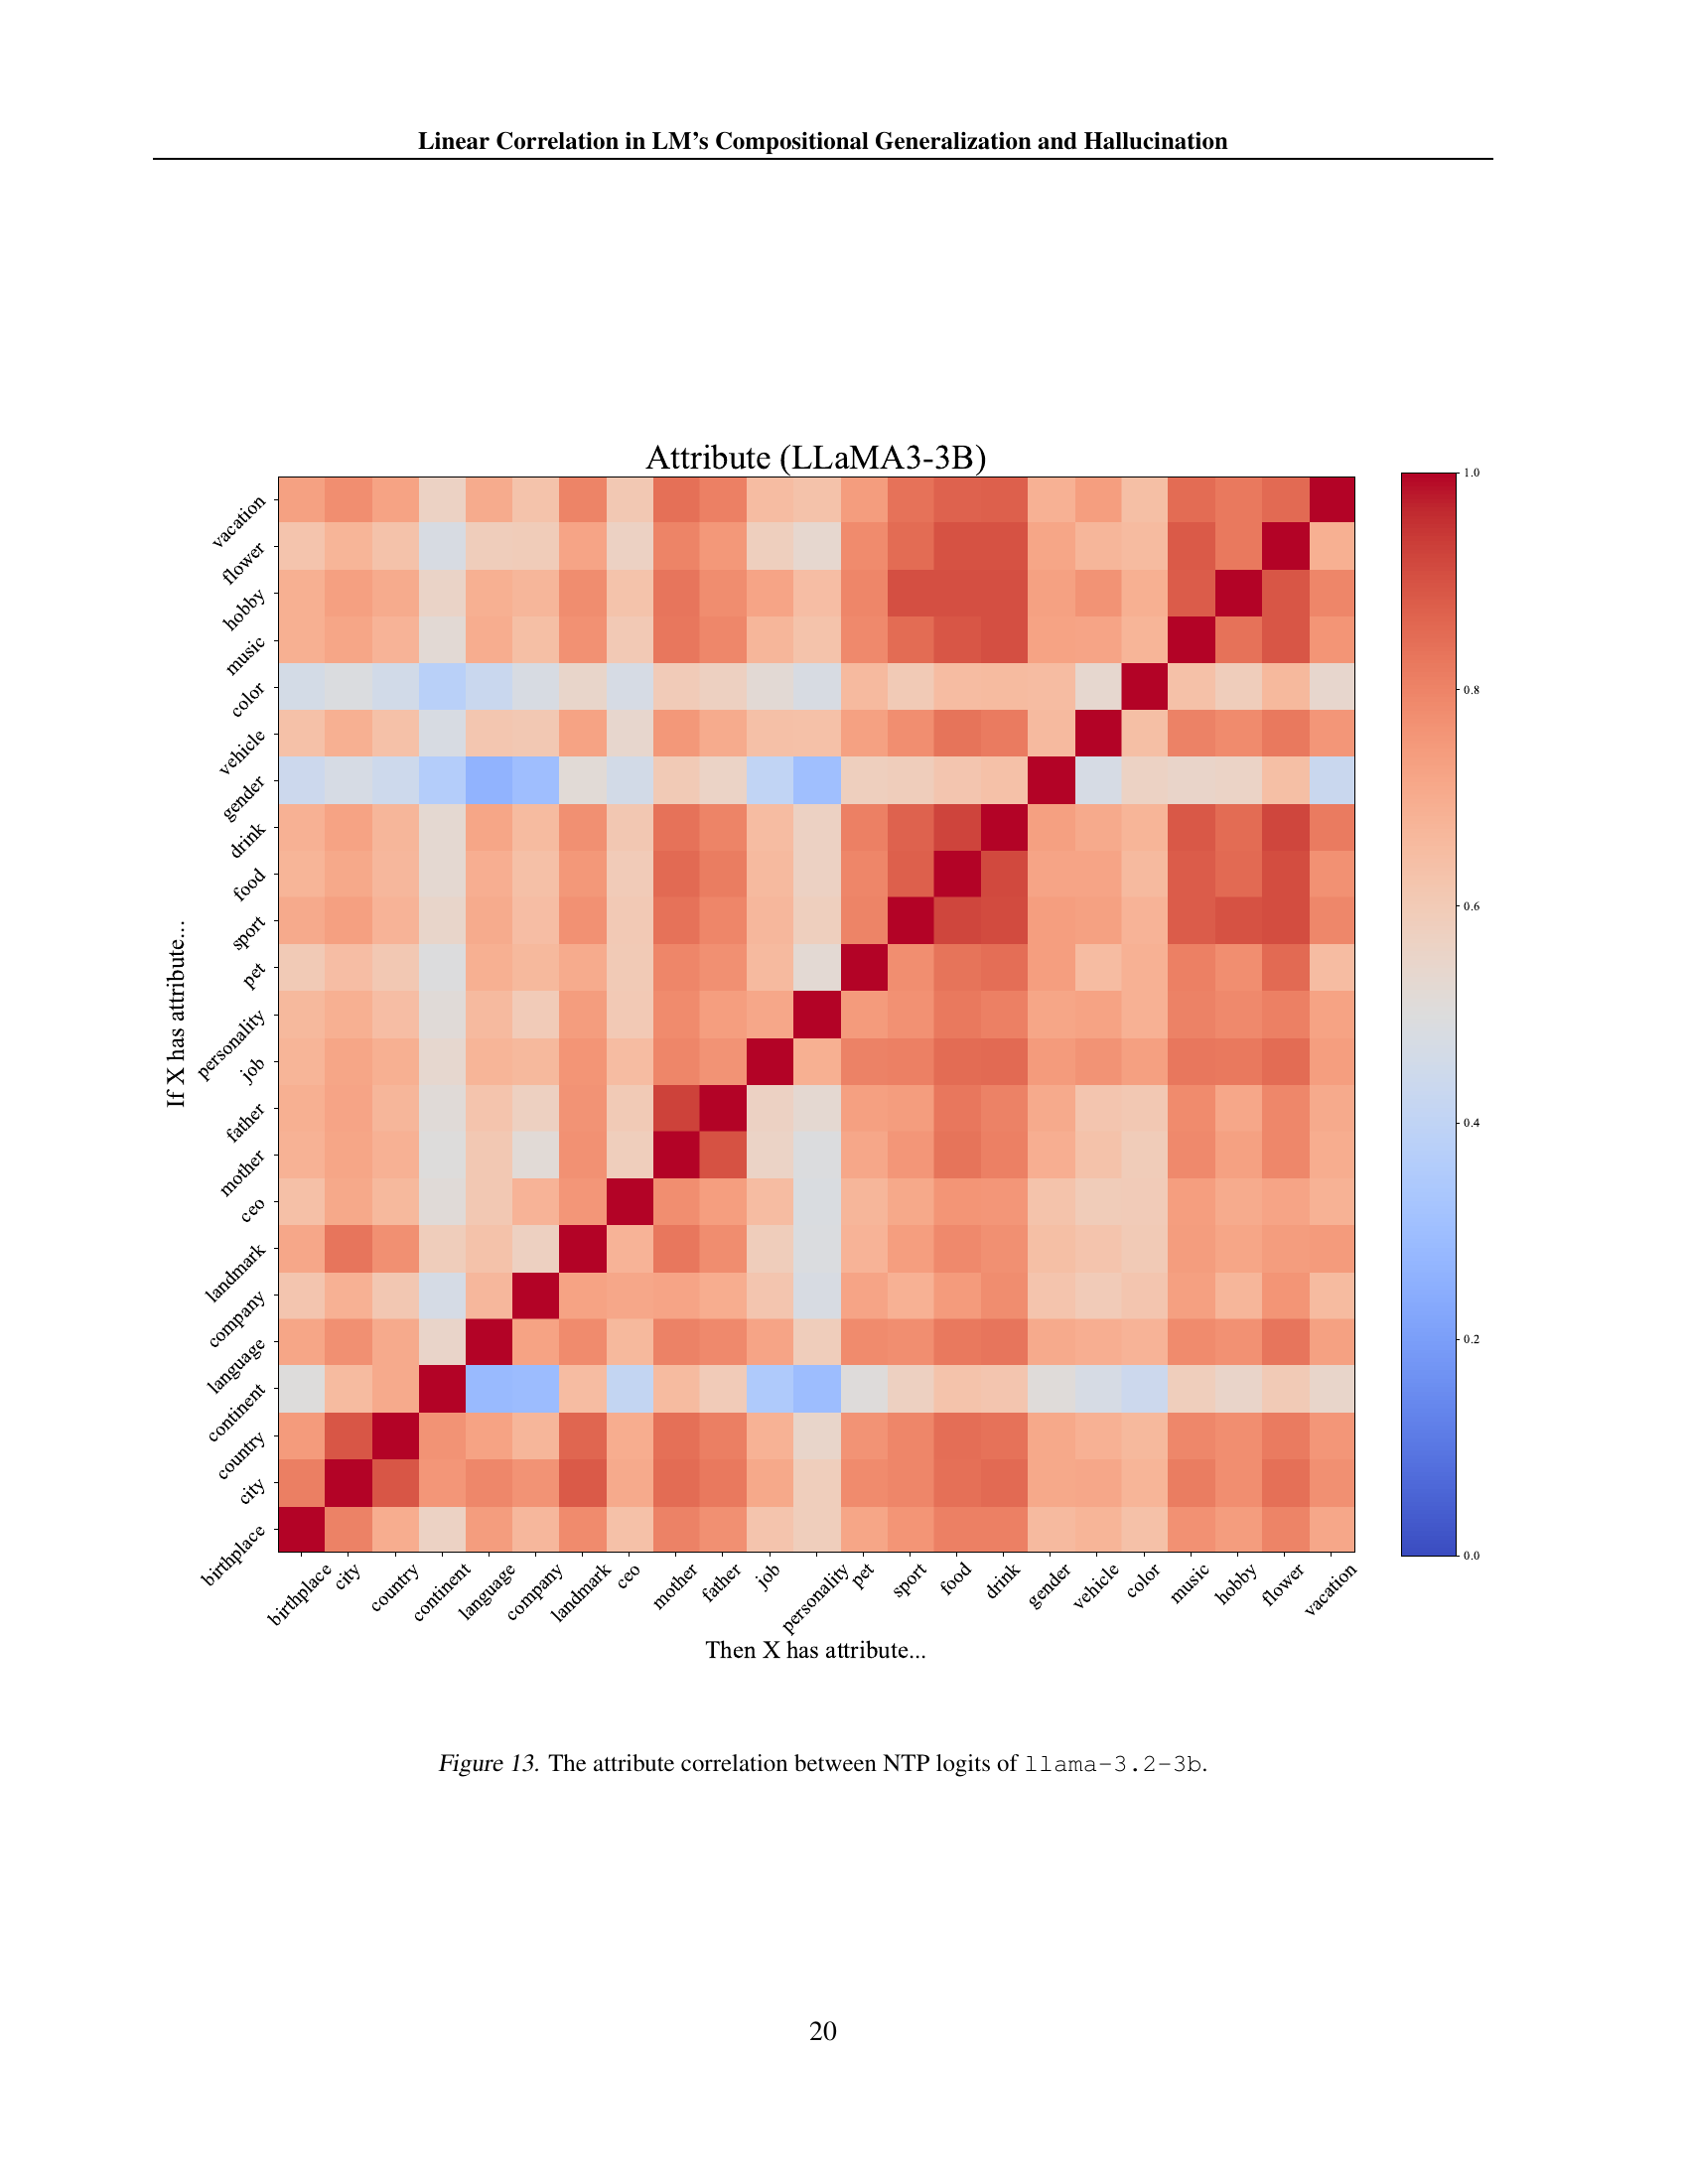 Linear Correlation in LM's Compositional Generalization and Hallucination
Attribute (LLaMA3-3B)
If X has attribute...
vacation
flower
hobby
music
color
vehicle
gender
drink
food
sport
pet
personality
job
father
mother
ceo
landmark
company
language
continent
country
city
birthplace
birthplace
city
country
continent
language
company
landmark
ceo
mother
father
job
personality
pet
sport
food
drink
gender
vehicle
color
music
hobby
flower
vacation
Then X has attribute...
1.0
0.8
0.6
0.4
0.2
0.0
Figure 13. The attribute correlation between NTP logits of llama-3.2-3b.
20